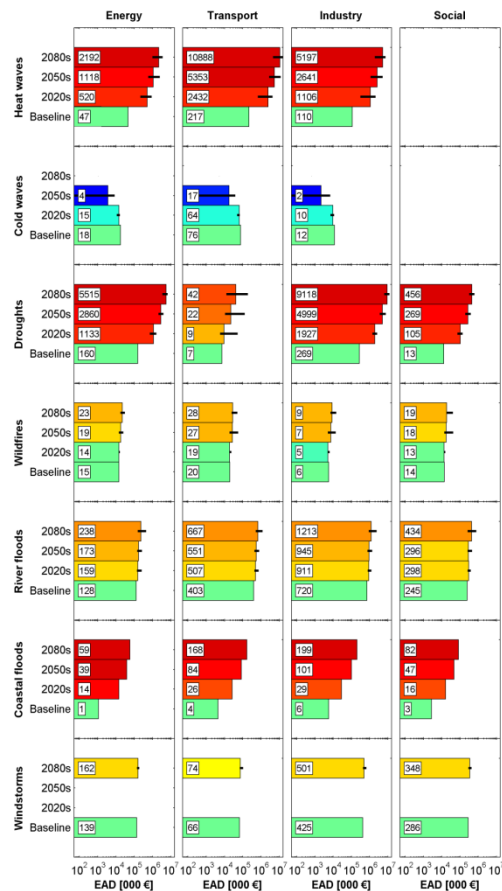 Energy Transport Industry Social
Heat waves
2080s 2192 10888 5197
2050s 1118 5353 2641
2020s 520 2432 1106
Baseline 47 217 110
Cold waves
2080s
2050s 4 17 2
2020s 15 64 10
Baseline 18 76 12
Droughts
2080s 5515 42 9118 456
2050s 2860 22 4999 269
2020s 1133 9 1927 105
Baseline 160 7 269 13
Wildfires
2080s 23 28 9 19
2050s 19 27 7 18
2020s 14 19 5 13
Baseline 15 20 6 14
River floods
2080s 238 667 1213 434
2050s 173 551 945 296
2020s 159 507 911 298
Baseline 128 403 720 245
Coastal floods
2080s 59 168 199 82
2050s 39 84 101 47
2020s 14 26 29 16
Baseline 1 4 6 3
Windstorms
2080s 162 74 501 348
2050s
2020s
Baseline 139 66 425 286
10² 10³ 10⁴ 10⁵ 10⁶ 10⁷ 10² 10³ 10⁴ 10⁵ 10⁶ 10⁷ 10² 10³ 10⁴ 10⁵ 10⁶ 10⁷ 10² 10³ 10⁴ 10⁵ 10⁶ 10⁷
EAD [000 €] EAD [000 €] EAD [000 €] EAD [000 €]